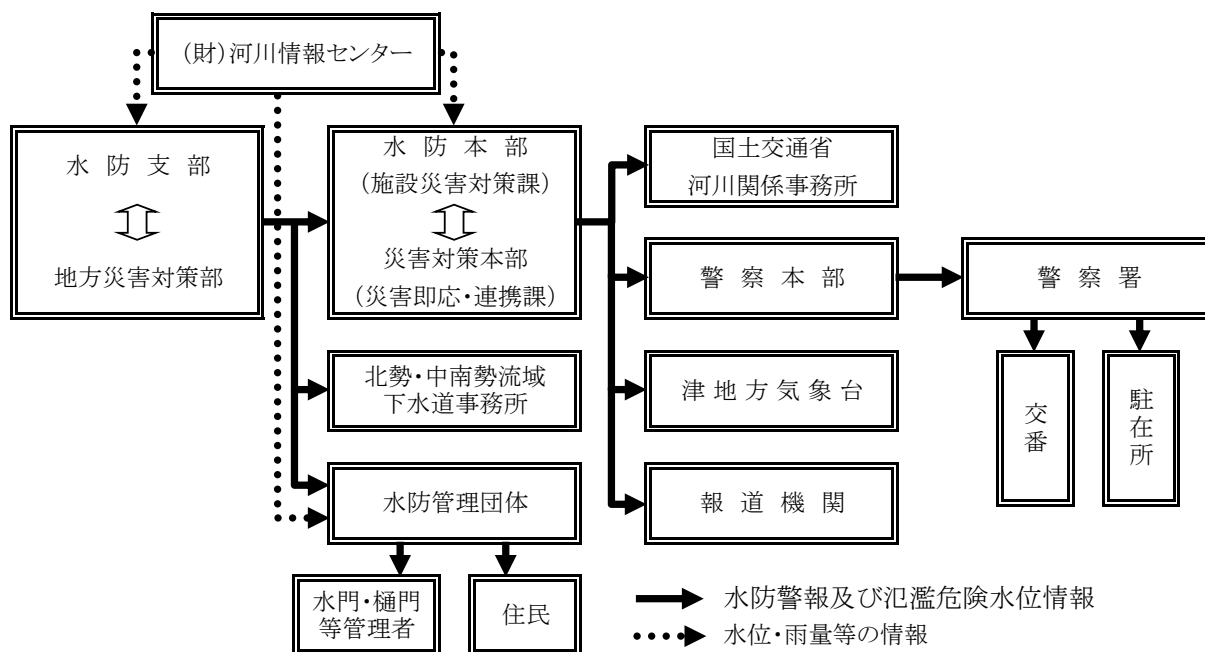 (財)河川情報センター
水防支部
地方災害対策部
水防本部
(施設災害対策課)
災害対策本部
(災害即応・連携課)
国土交通省
河川関係事務所
警察本部
警察署
北勢・中南勢流域
下水道事務所
津地方気象台
交番
駐在所
水防管理団体
報道機関
水門・樋門
等管理者
住民
水防警報及び氾濫危険水位情報
水位・雨量等の情報